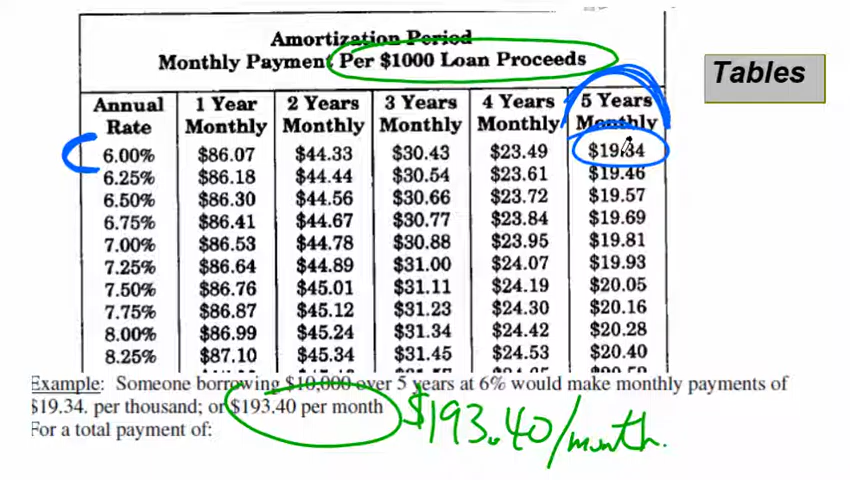 Amortization Period
Monthly Payment Per $1000 Loan Proceeds
Tables
Annual Rate 1 Year Monthly 2 Years Monthly 3 Years Monthly 4 Years Monthly 5 Years Monthly
6.00% $86.07 $44.33 $30.43 $23.49 $19.34
6.25% $86.18 $44.44 $30.54 $23.61 $19.46
6.50% $86.30 $44.56 $30.66 $23.72 $19.57
6.75% $86.41 $44.67 $30.77 $23.84 $19.69
7.00% $86.53 $44.78 $30.88 $23.95 $19.81
7.25% $86.64 $44.89 $31.00 $24.07 $19.93
7.50% $86.76 $45.01 $31.11 $24.19 $20.05
7.75% $86.87 $45.12 $31.23 $24.30 $20.16
8.00% $86.99 $45.24 $31.34 $24.42 $20.28
8.25% $87.10 $45.34 $31.45 $24.53 $20.40
Example: Someone borrowing $10,000 over 5 years at 6% would make monthly payments of
$19.34. per thousand; or $193.40 per month
$193.40/month.
For a total payment of: